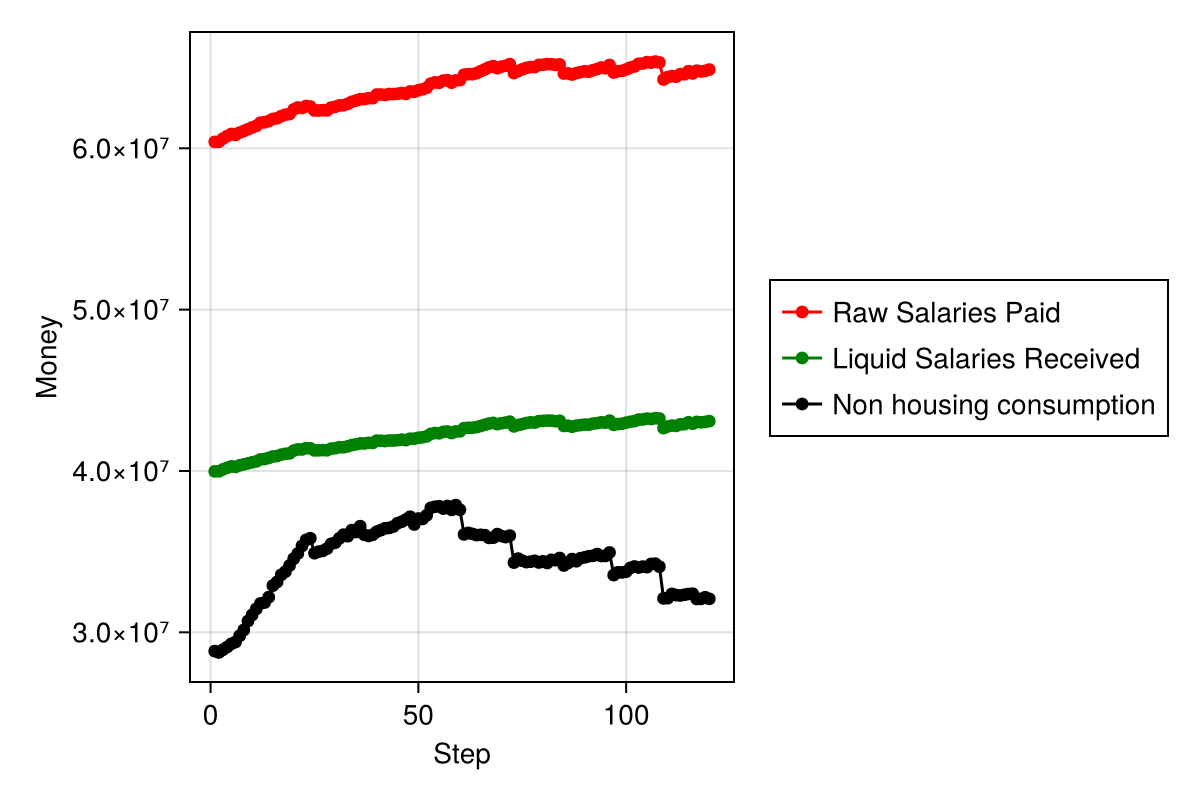 6.0×10⁷
5.0×10⁷
4.0×10⁷
3.0×10⁷
Money
0 50 100
Step
Raw Salaries Paid
Liquid Salaries Received
Non housing consumption